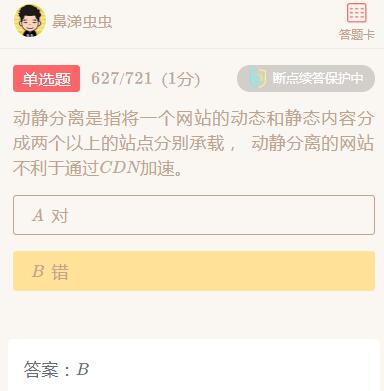 鼻涕虫虫
答题卡
单选题 627/721 (1分) 断点续答保护中
动静分离是指将一个网站的动态和静态内容分
成两个以上的站点分别承载， 动静分离的网站
不利于通过CDN加速。
A 对
B 错
答案：B